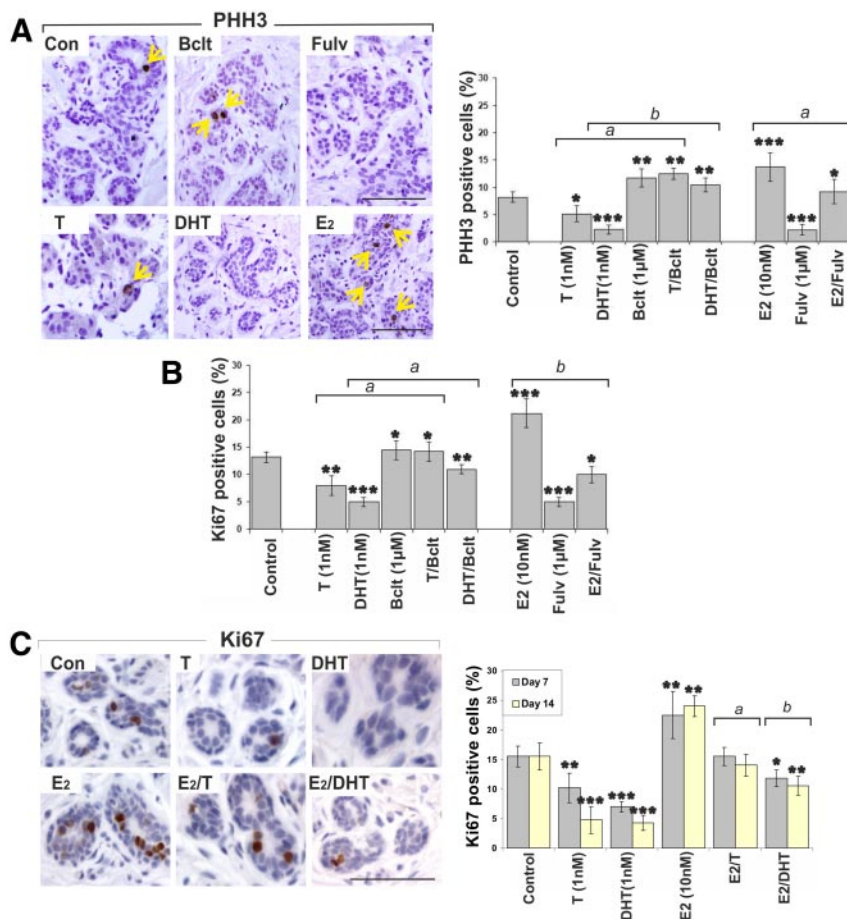 A
PHH3
Con
Bclt
Fulv
T
DHT
E2
PHH3 positive cells (%)
30
25
20
15
10
5
0
a
b
a
*
***
**
**
**
***
***
*
Control
T (1nM)
DHT(1nM)
Bclt (1µM)
T/Bclt
DHT/Bclt
E2 (10nM)
Fulv (1µM)
E2/Fulv
B
Ki67 positive cells (%)
30
25
20
15
10
5
0
a
a
b
**
***
*
*
**
***
***
*
Control
T (1nM)
DHT(1nM)
Bclt (1µM)
T/Bclt
DHT/Bclt
E2 (10nM)
Fulv (1µM)
E2/Fulv
C
Ki67
Con
T
DHT
E2
E2/T
E2/DHT
Ki67 positive cells (%)
30
25
20
15
10
5
0
Day 7
Day 14
**
***
***
***
**
**
a
b
*
**
Control
T (1nM)
DHT(1nM)
E2 (10nM)
E2/T
E2/DHT